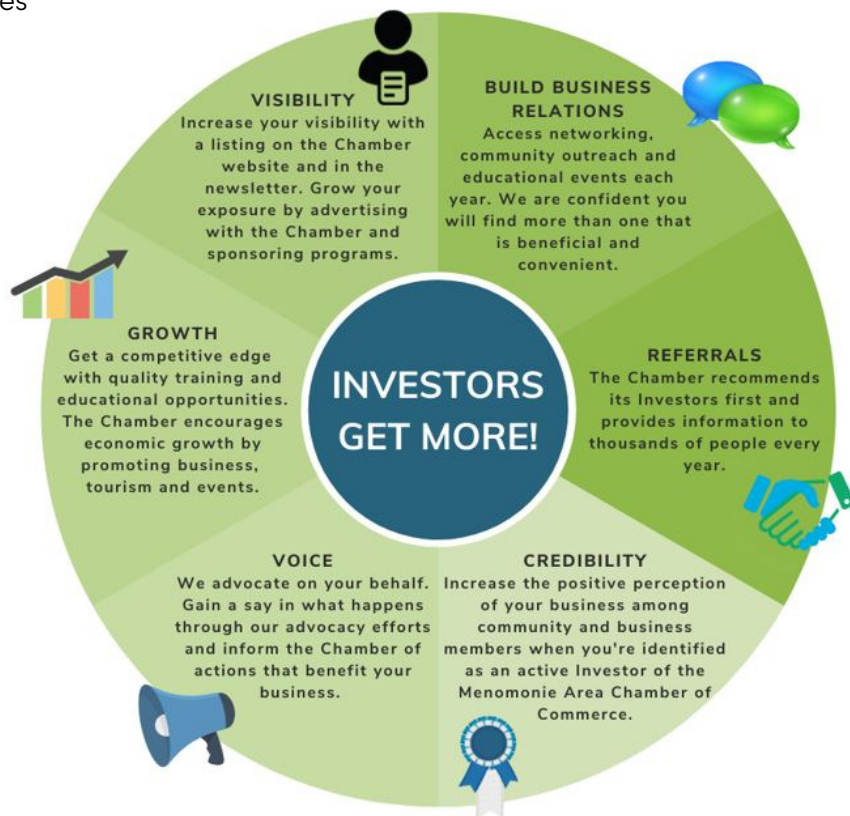 es
VISIBILITY
Increase your visibility with
a listing on the Chamber
website and in the
newsletter. Grow your
exposure by advertising
with the Chamber and
sponsoring programs.
BUILD BUSINESS
RELATIONS
Access networking,
community outreach and
educational events each
year. We are confident you
will find more than one that
is beneficial and
convenient.
GROWTH
Get a competitive edge
with quality training and
educational opportunities.
The Chamber encourages
economic growth by
promoting business,
tourism and events.
INVESTORS
GET MORE!
REFERRALS
The Chamber recommends
its Investors first and
provides information to
thousands of people every
year.
VOICE
We advocate on your behalf.
Gain a say in what happens
through our advocacy efforts
and inform the Chamber of
actions that benefit your
business.
CREDIBILITY
Increase the positive perception
of your business among
community and business
members when you're identified
as an active Investor of the
Menomonie Area Chamber of
Commerce.